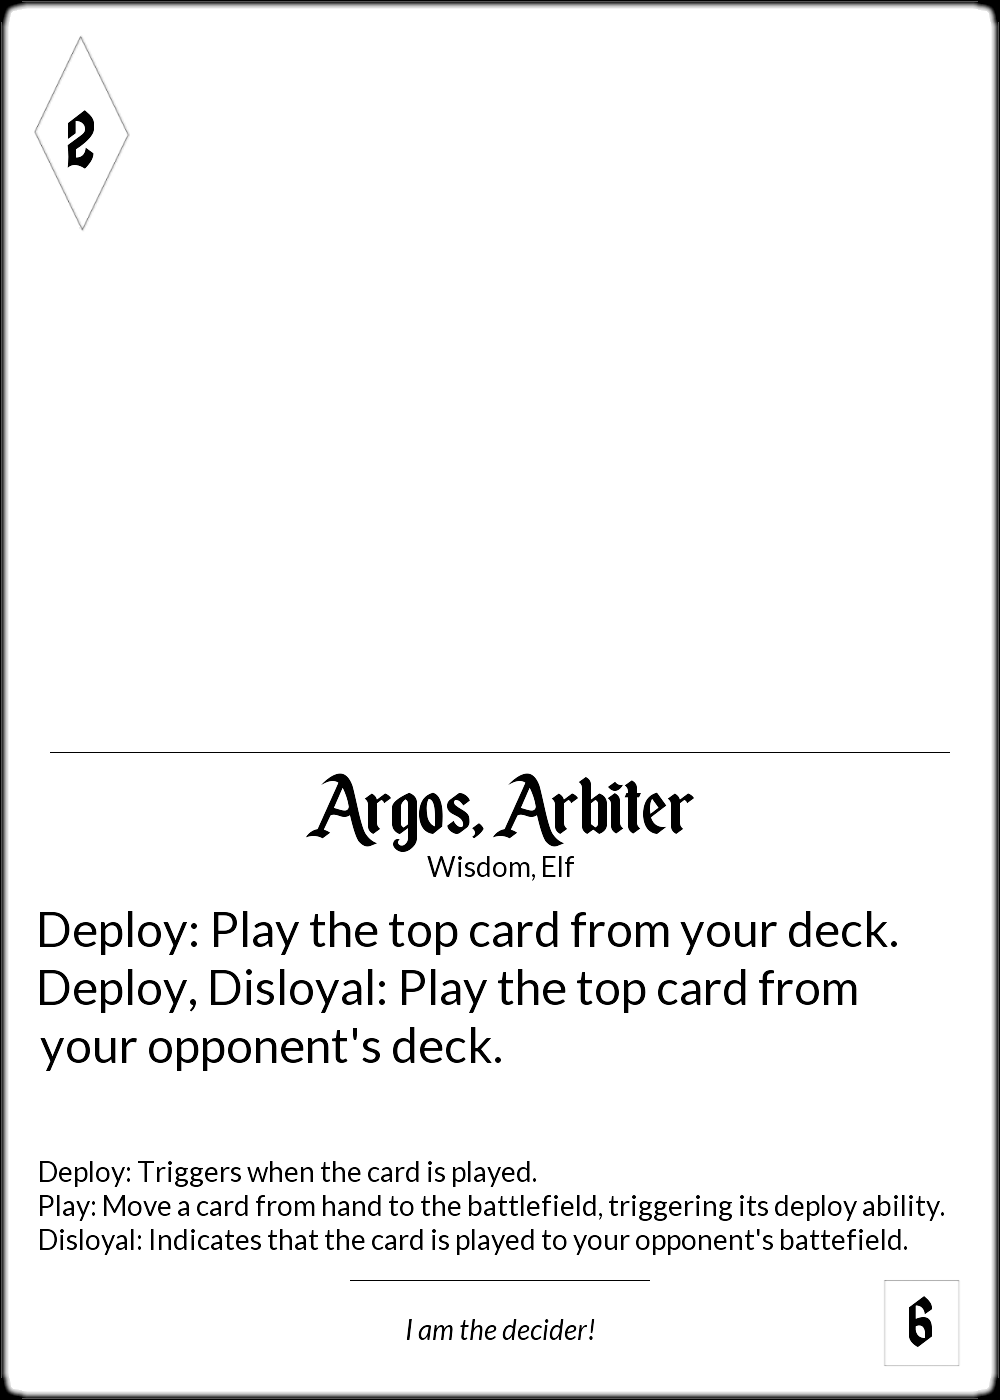 2
Argos, Arbiter
Wisdom, Elf
Deploy: Play the top card from your deck.
Deploy, Disloyal: Play the top card from
your opponent's deck.
Deploy: Triggers when the card is played.
Play: Move a card from hand to the battlefield, triggering its deploy ability.
Disloyal: Indicates that the card is played to your opponent's battefield.
I am the decider!
6